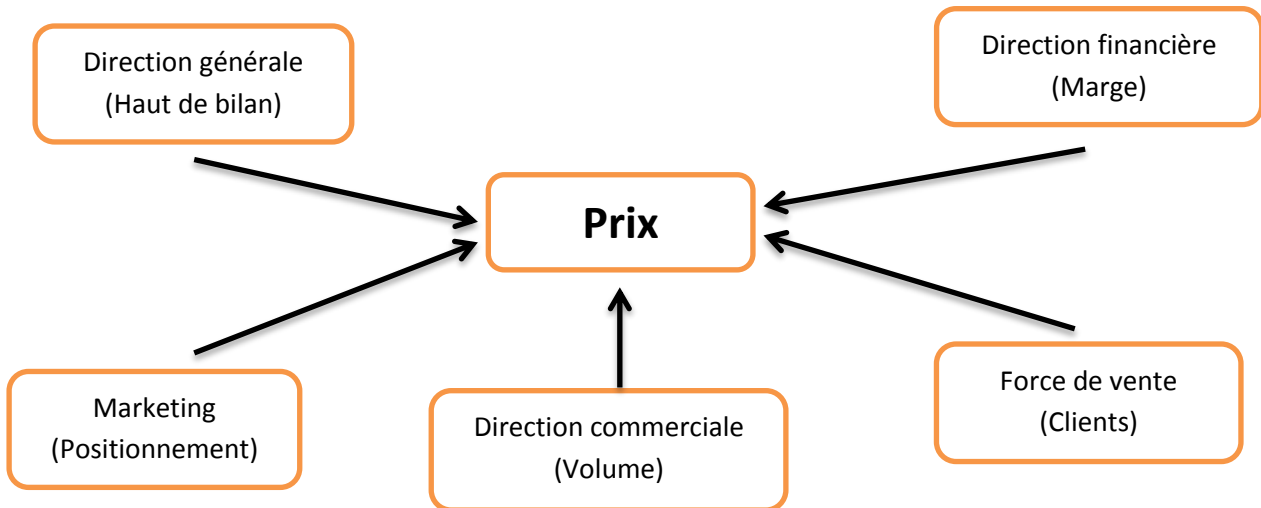 Direction générale
(Haut de bilan)
Direction financière
(Marge)
Prix
Marketing
(Positionnement)
Direction commerciale
(Volume)
Force de vente
(Clients)